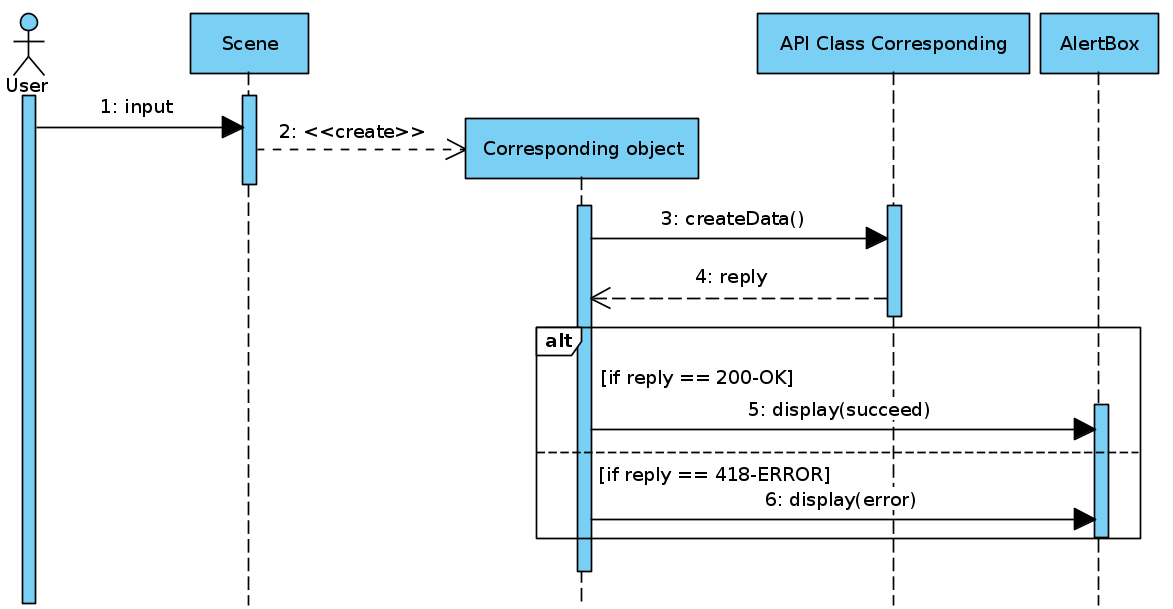 User
Scene
API Class Corresponding
AlertBox
1: input
2: <<create>>
Corresponding object
3: createData()
4: reply
alt
[if reply == 200-OK]
5: display(succeed)
[if reply == 418-ERROR]
6: display(error)